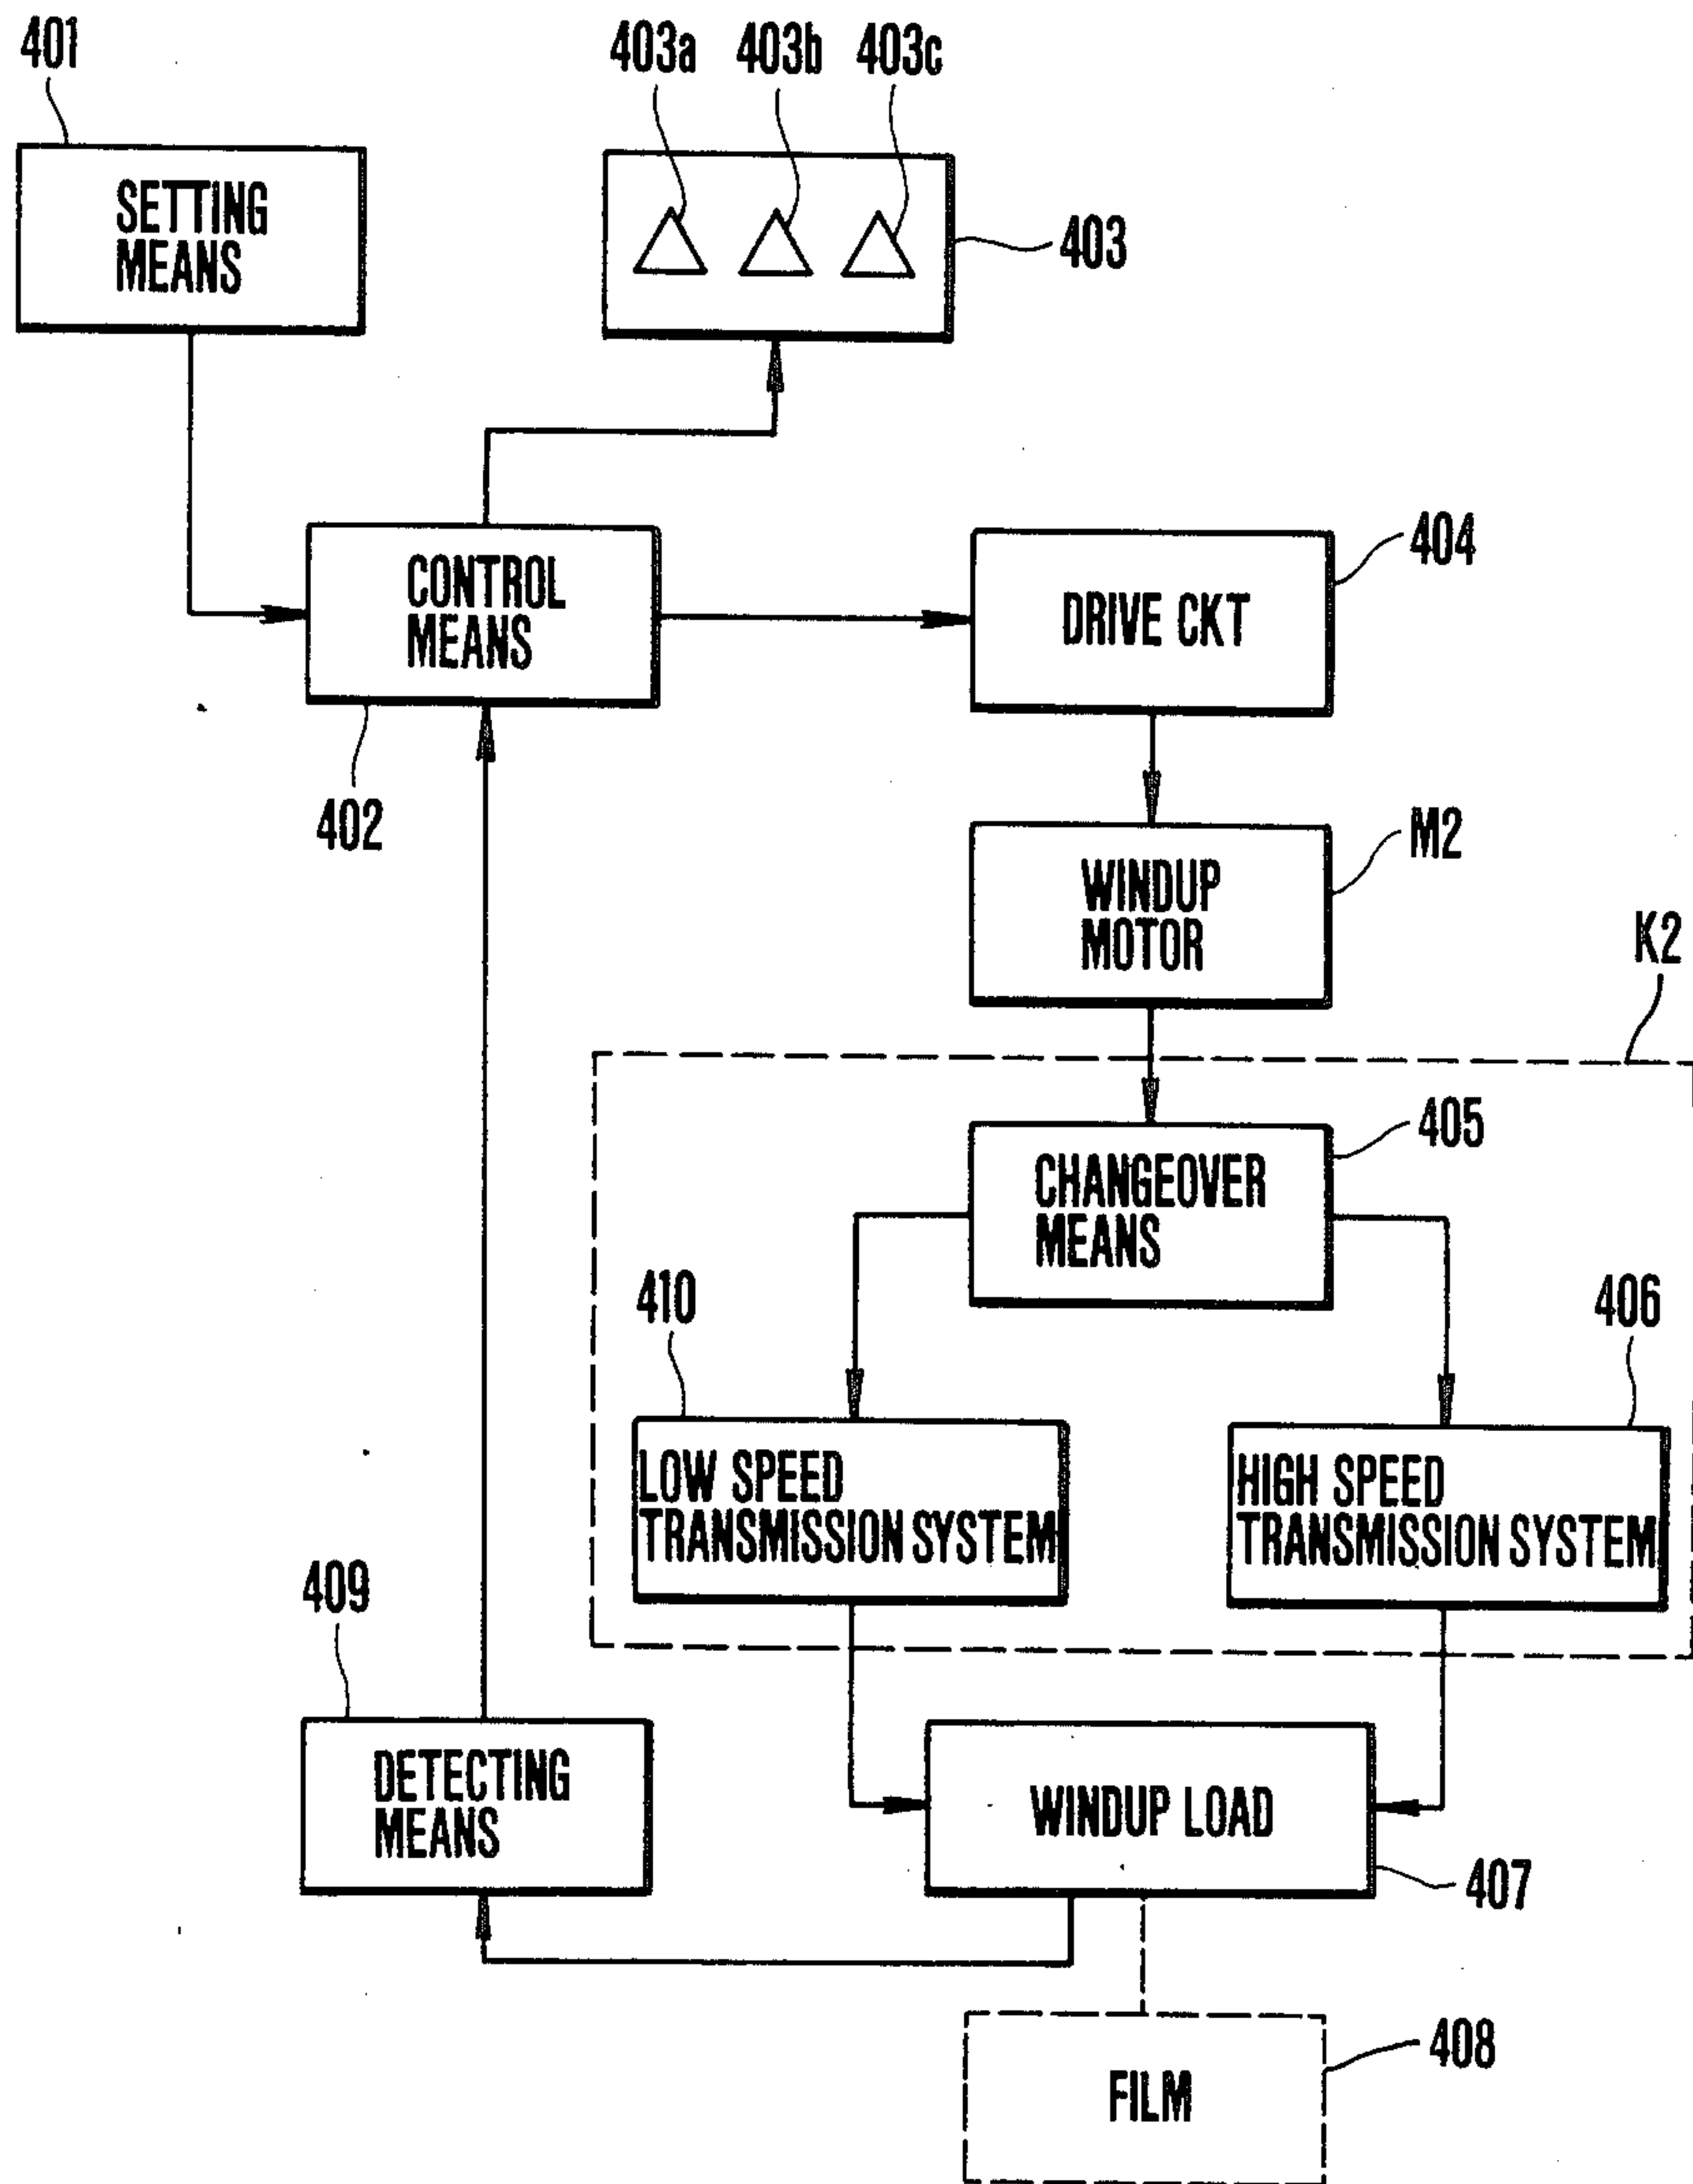 401
403a 403b 403c
SETTING
MEANS
403
CONTROL
MEANS
402
404
DRIVE CKT
M2
WINDUP
MOTOR
K2
405
CHANGEOVER
MEANS
410
406
LOW SPEED
TRANSMISSION SYSTEM
HIGH SPEED
TRANSMISSION SYSTEM
409
DETECTING
MEANS
WINDUP LOAD
407
408
FILM